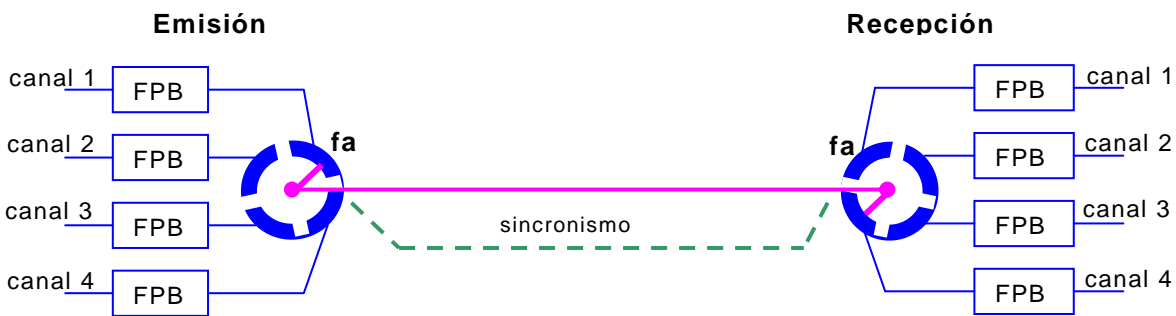 Emisión
Recepción
canal 1
FPB
canal 2
FPB
canal 3
FPB
canal 4
FPB
fa
sincronismo
fa
FPB
canal 1
FPB
canal 2
FPB
canal 3
FPB
canal 4